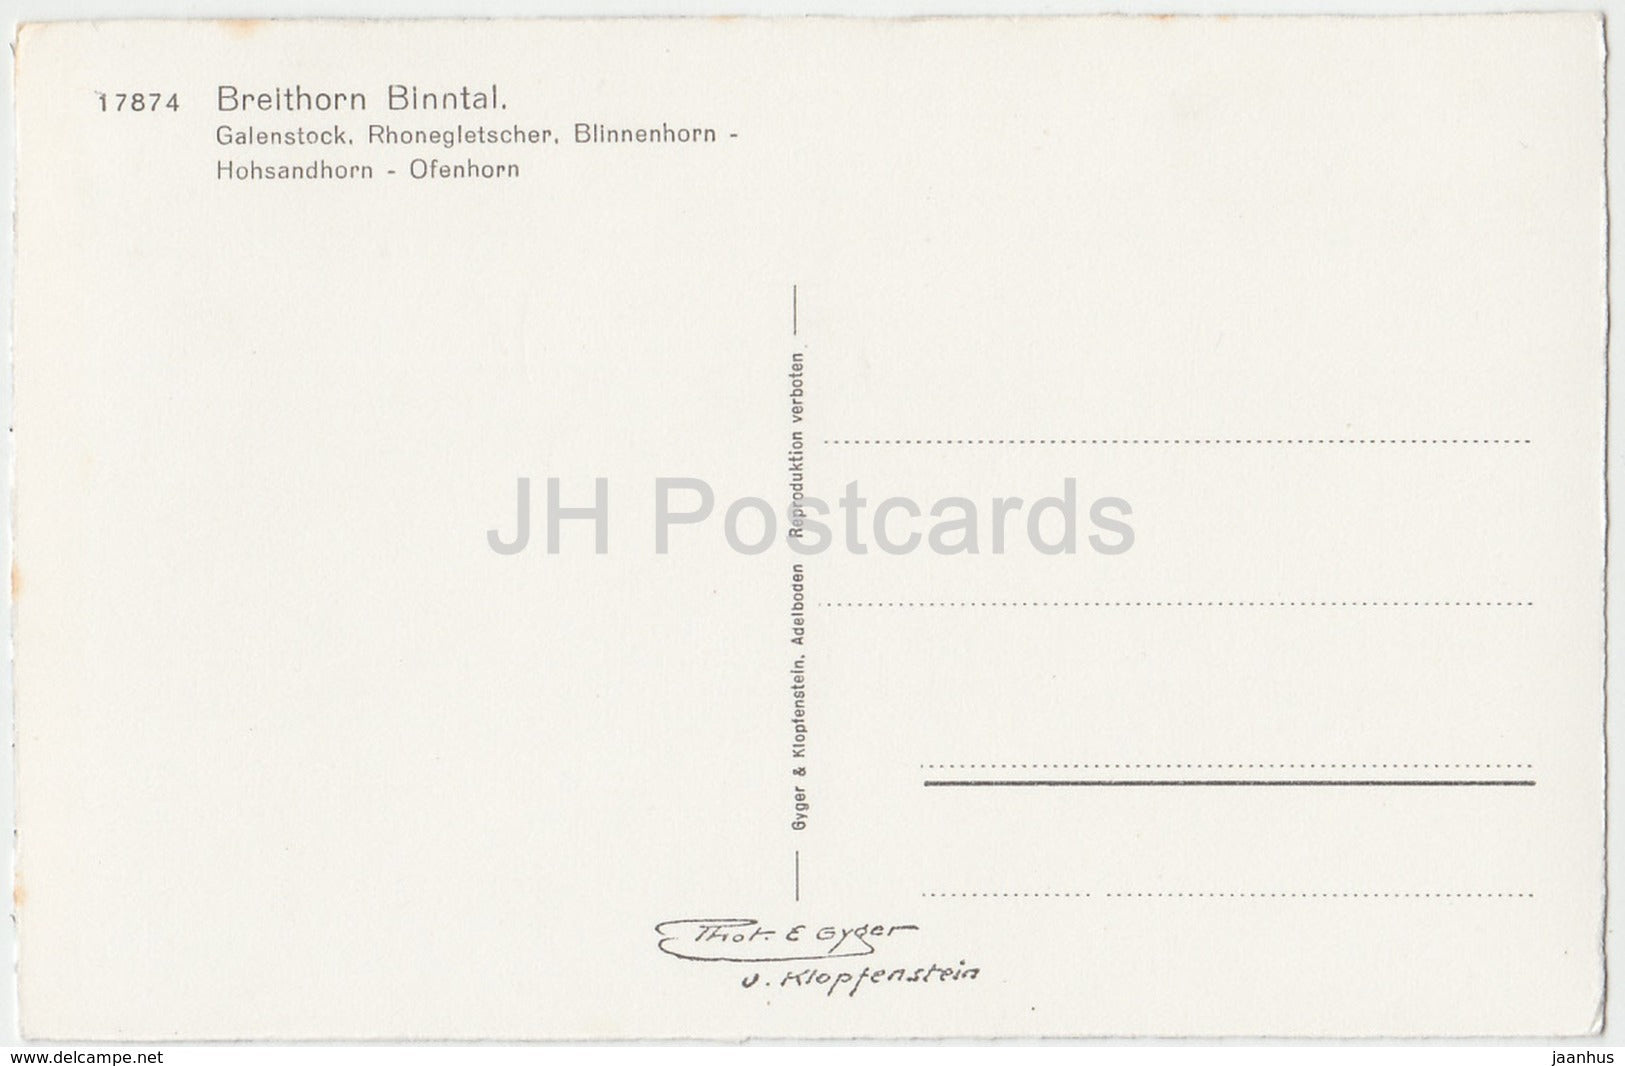 17874 Breithorn Binntal.
Galenstock, Rhonegletscher, Blinnenhorn -
Hohsandhorn - Ofenhorn
Gyger & Klopfenstein, Adelboden Reproduktion verboten
JH Postcards
Phot. E Gyger
u. Klopfenstein
www.delcampe.net
jaanhus